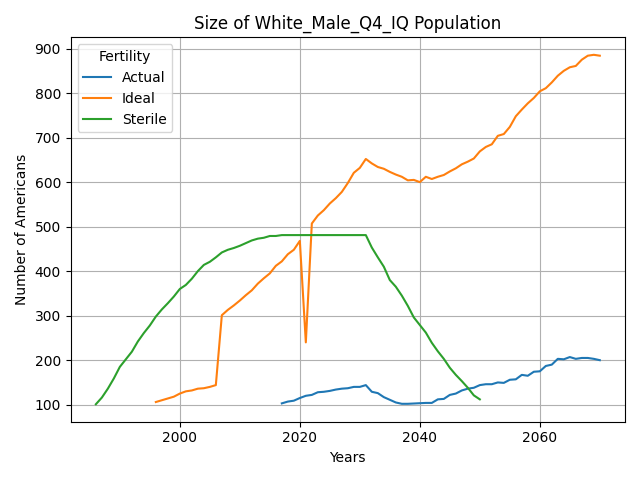 Size of White_Male_Q4_IQ Population
Fertility
Actual
Ideal
Sterile
Number of Americans
900
800
700
600
500
400
300
200
100
2000 2020 2040 2060
Years